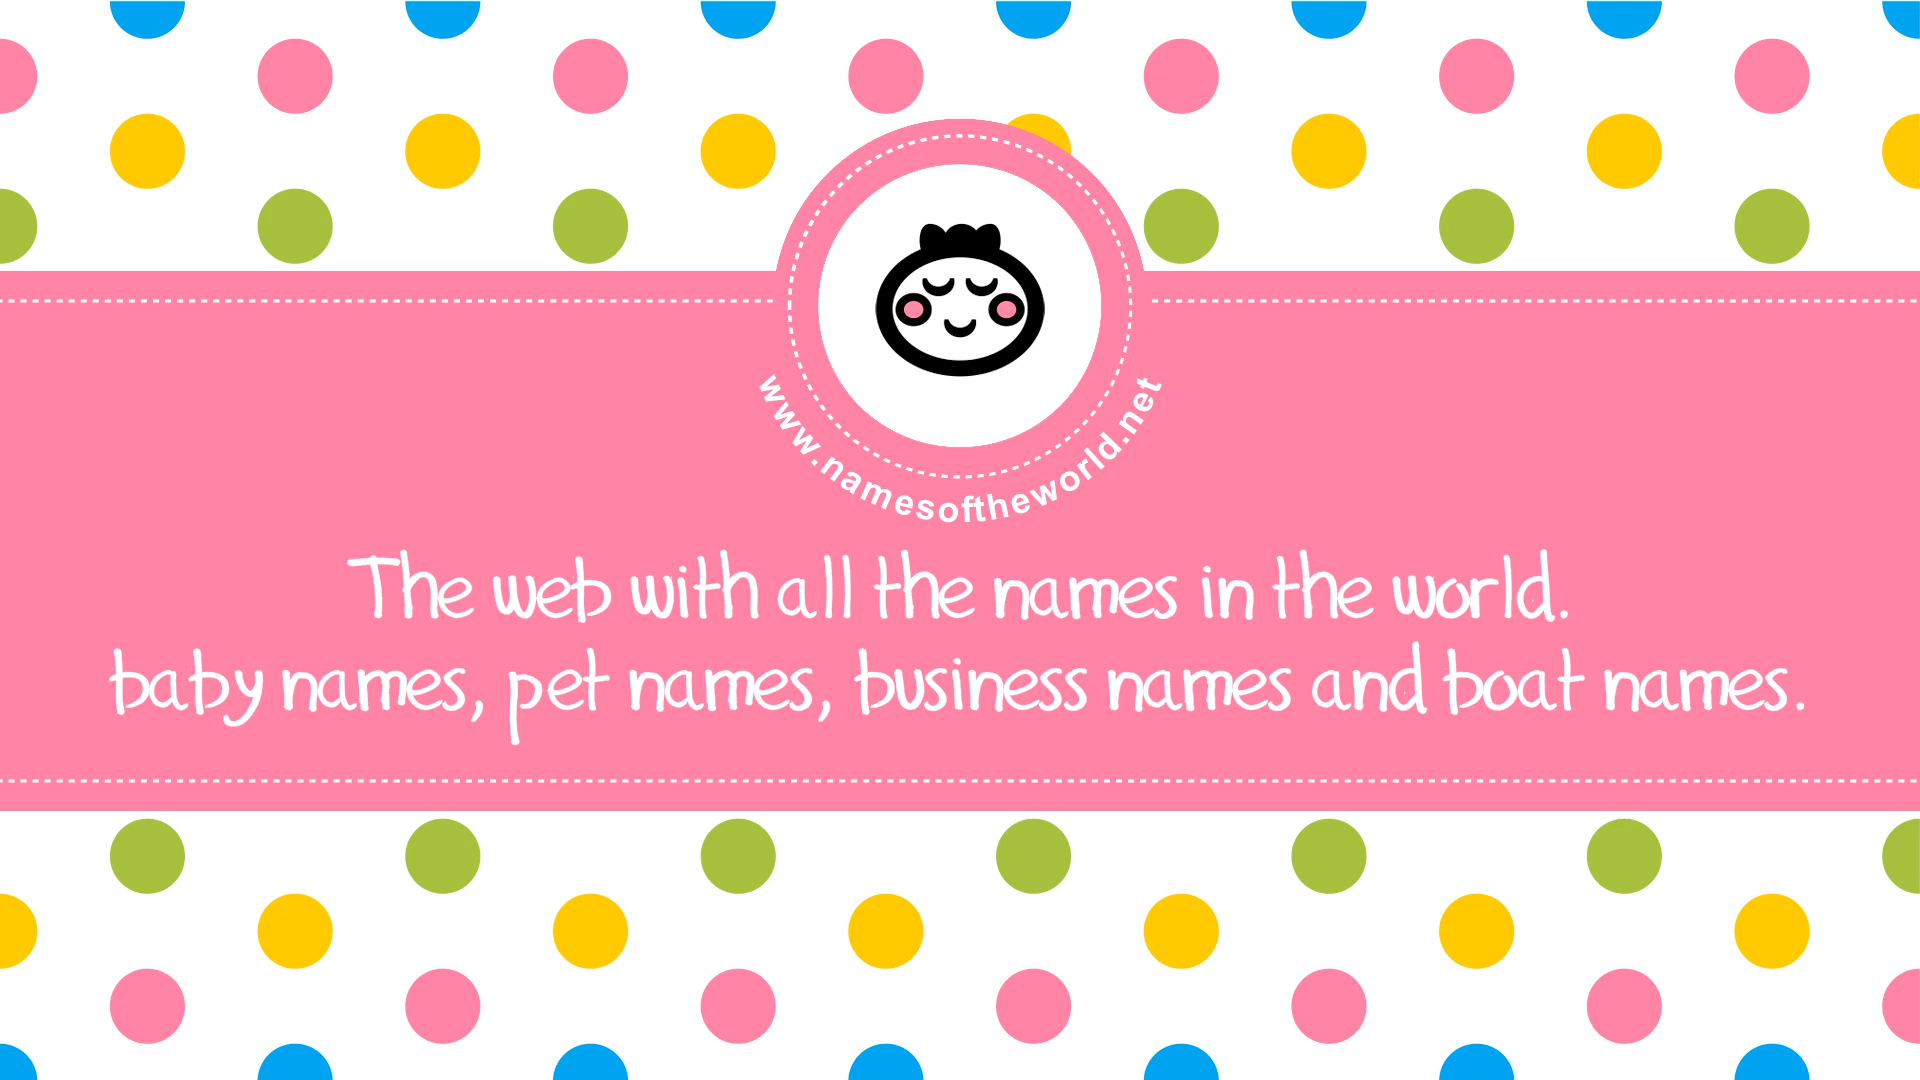 www.namesoftheworld.net
The web with all the names in the world.
baby names, pet names, business names and boat names.